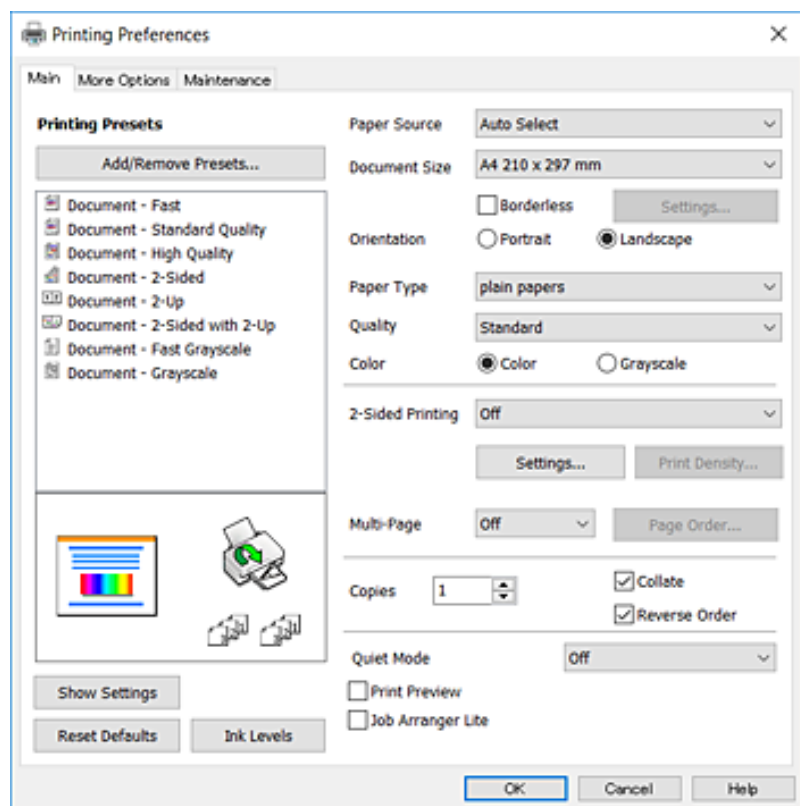 Printing Preferences
Main More Options Maintenance
Printing Presets
Add/Remove Presets...
Document - Fast
Document - Standard Quality
Document - High Quality
Document - 2-Sided
Document - 2-Up
Document - 2-Sided with 2-Up
Document - Fast Grayscale
Document - Grayscale
Show Settings
Reset Defaults Ink Levels
Paper Source Auto Select
Document Size A4 210 x 297 mm
Borderless Settings...
Orientation Portrait Landscape
Paper Type plain papers
Quality Standard
Color Color Grayscale
2-Sided Printing Off
Settings... Print Density...
Multi-Page Off Page Order...
Copies 1 Collate
Reverse Order
Quiet Mode Off
Print Preview
Job Arranger Lite
OK Cancel Help